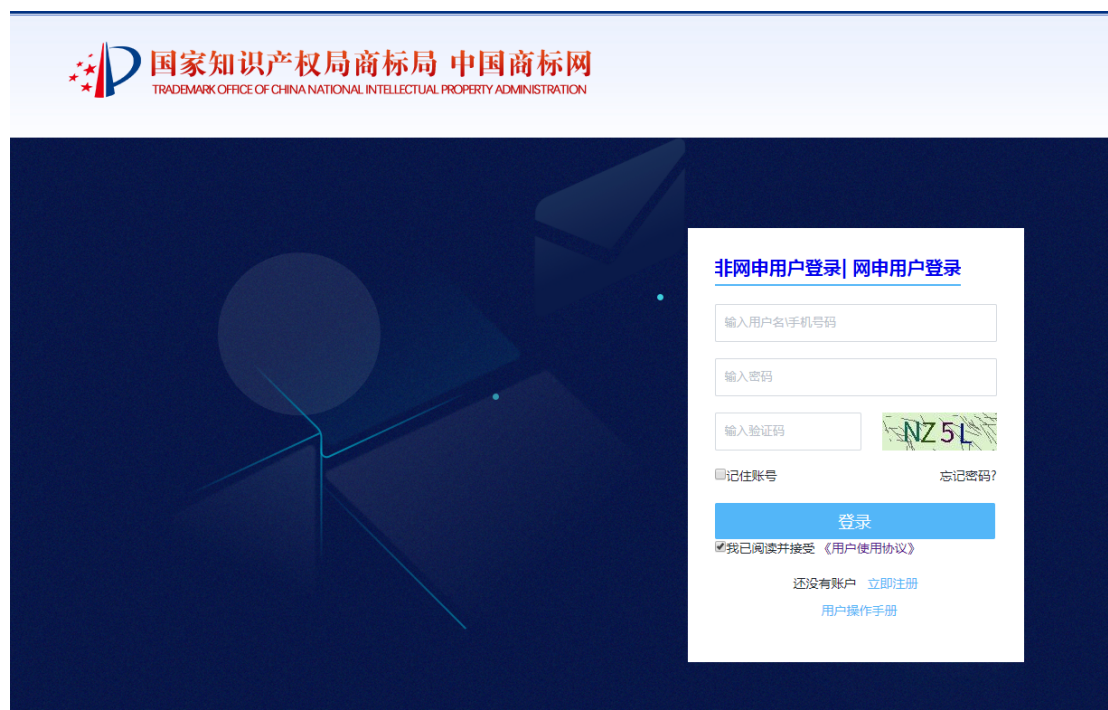 国家知识产权局商标局 中国商标网
TRADEMARK OFFICE OF CHINA NATIONAL INTELLECTUAL PROPERTY ADMINISTRATION
非网申用户登录| 网申用户登录
输入用户名\手机号码
输入密码
输入验证码 NZ5L
记住账号 忘记密码?
登录
我已阅读并接受 《用户使用协议》
还没有账户 立即注册
用户操作手册